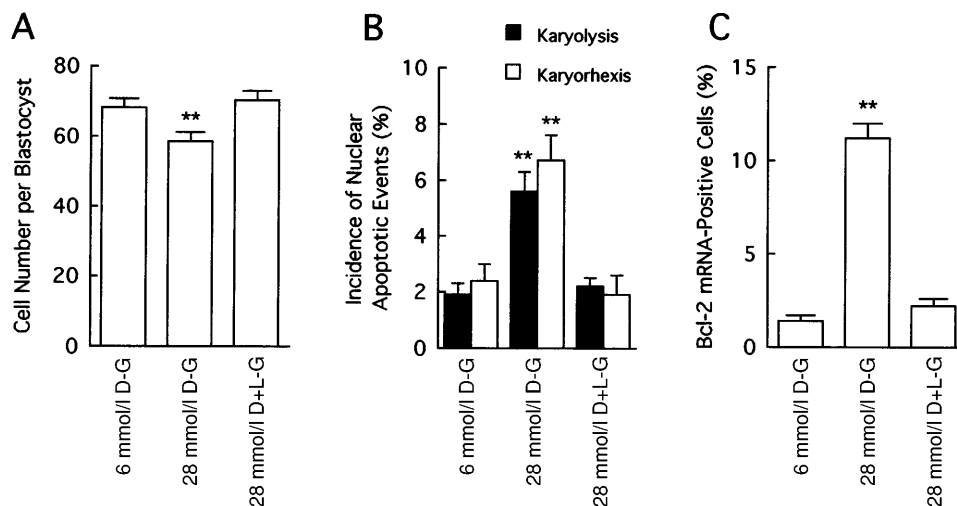 A
Cell Number per Blastocyst
80
60
40
20
0
**
6 mmol/l D-G
28 mmol/l D-G
28 mmol/l D+L-G
B
Karyolysis
Karyorhexis
Incidence of Nuclear
Apoptotic Events (%)
10
8
6
4
2
0
**
**
6 mmol/l D-G
28 mmol/l D-G
28 mmol/l D+L-G
C
Bcl-2 mRNA-Positive Cells (%)
15
10
5
0
**
6 mmol/l D-G
28 mmol/l D-G
28 mmol/l D+L-G